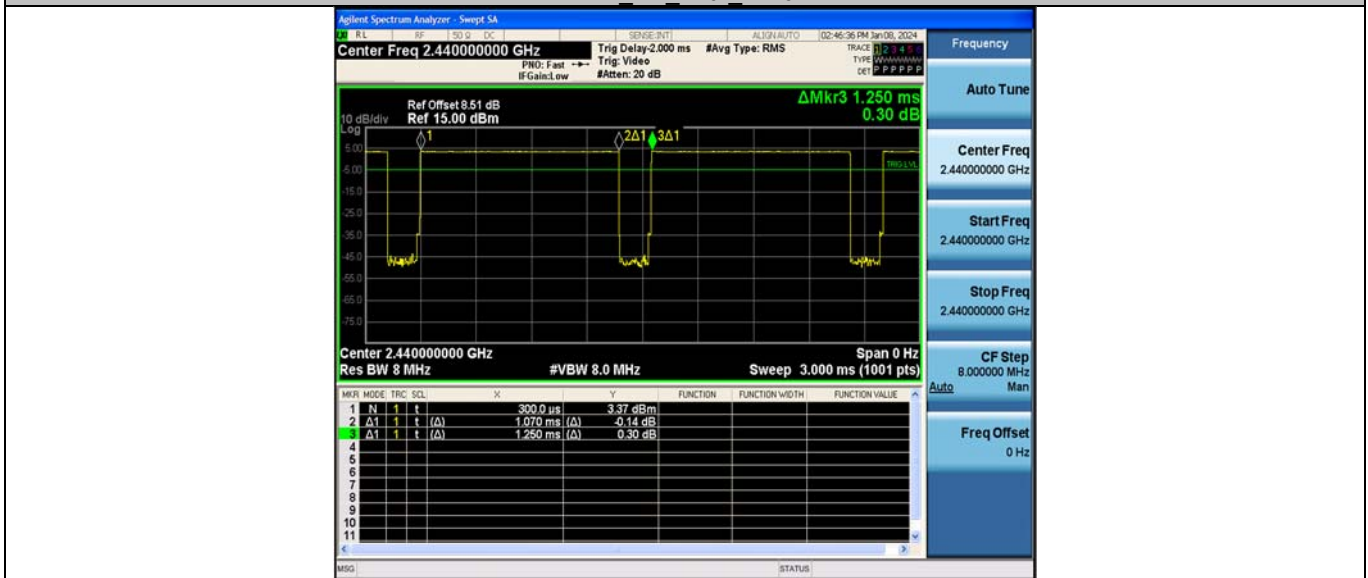 Agilent Spectrum Analyzer - Swept SA
RL RF 50 Ω DC SENSE:INT ALIGN AUTO 02:46:36 PM Jan 08, 2024
Center Freq 2.440000000 GHz
PNO: Fast
IFGain:Low
Trig Delay-2.000 ms
Trig: Video
#Atten: 20 dB
#Avg Type: RMS
TRACE 1 2 3 4 5 6
TYPE
DET P P P P P P
Frequency
ΔMkr3 1.250 ms
0.30 dB
Ref Offset 8.51 dB
10 dB/div Ref 15.00 dBm
Log
1 2Δ1 3Δ1
5.00
TRIG LVL
-5.00
-15.0
-25.0
-35.0
-45.0
-55.0
-65.0
-75.0
Center 2.440000000 GHz Span 0 Hz
Res BW 8 MHz #VBW 8.0 MHz Sweep 3.000 ms (1001 pts)
MKR MODE TRC SCL X Y FUNCTION FUNCTION WIDTH FUNCTION VALUE
1 N 1 t 300.0 us 3.37 dBm
2 Δ1 1 t (Δ) 1.070 ms (Δ) -0.14 dB
3 Δ1 1 t (Δ) 1.250 ms (Δ) 0.30 dB
4
5
6
7
8
9
10
11
MSG STATUS
Auto Tune
Center Freq
2.440000000 GHz
Start Freq
2.440000000 GHz
Stop Freq
2.440000000 GHz
CF Step
8.000000 MHz
Auto Man
Freq Offset
0 Hz